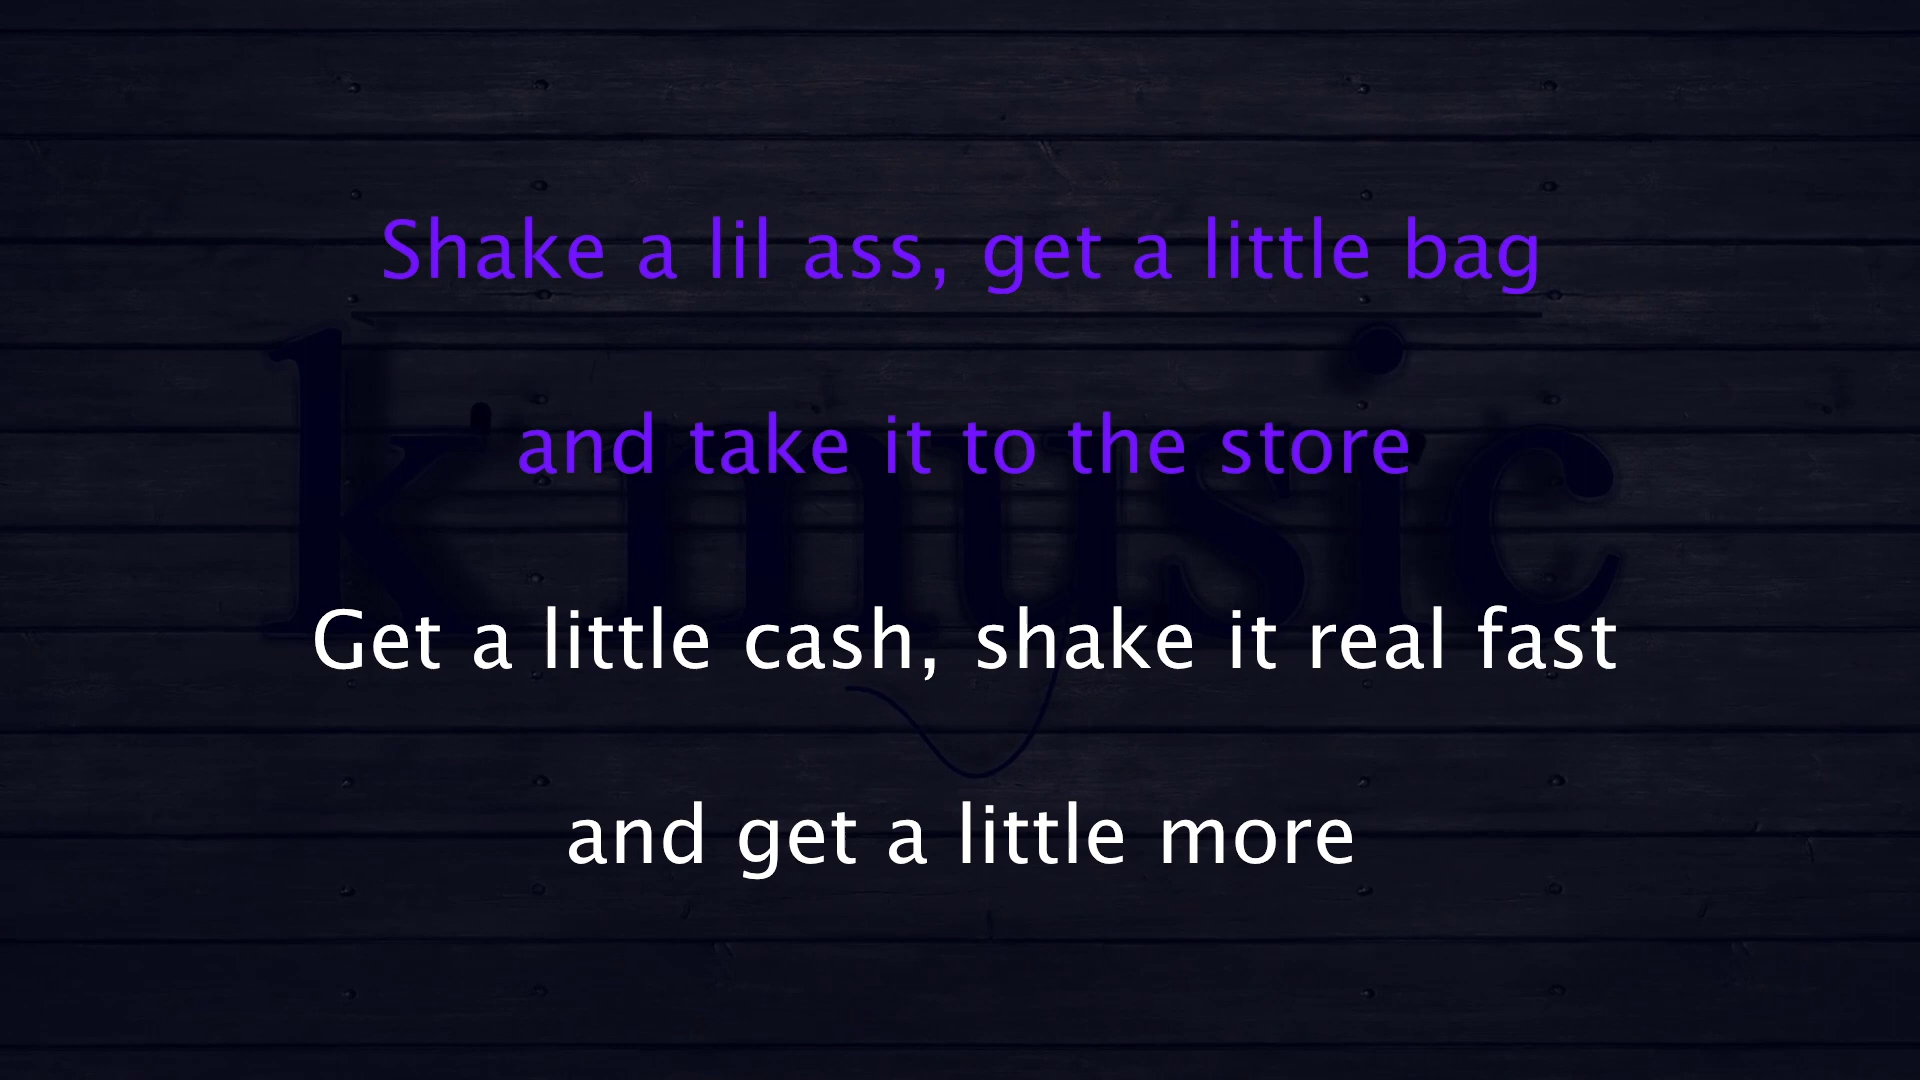 Shake a lil ass, get a little bag
and take it to the store
Get a little cash, shake it real fast
and get a little more
k music